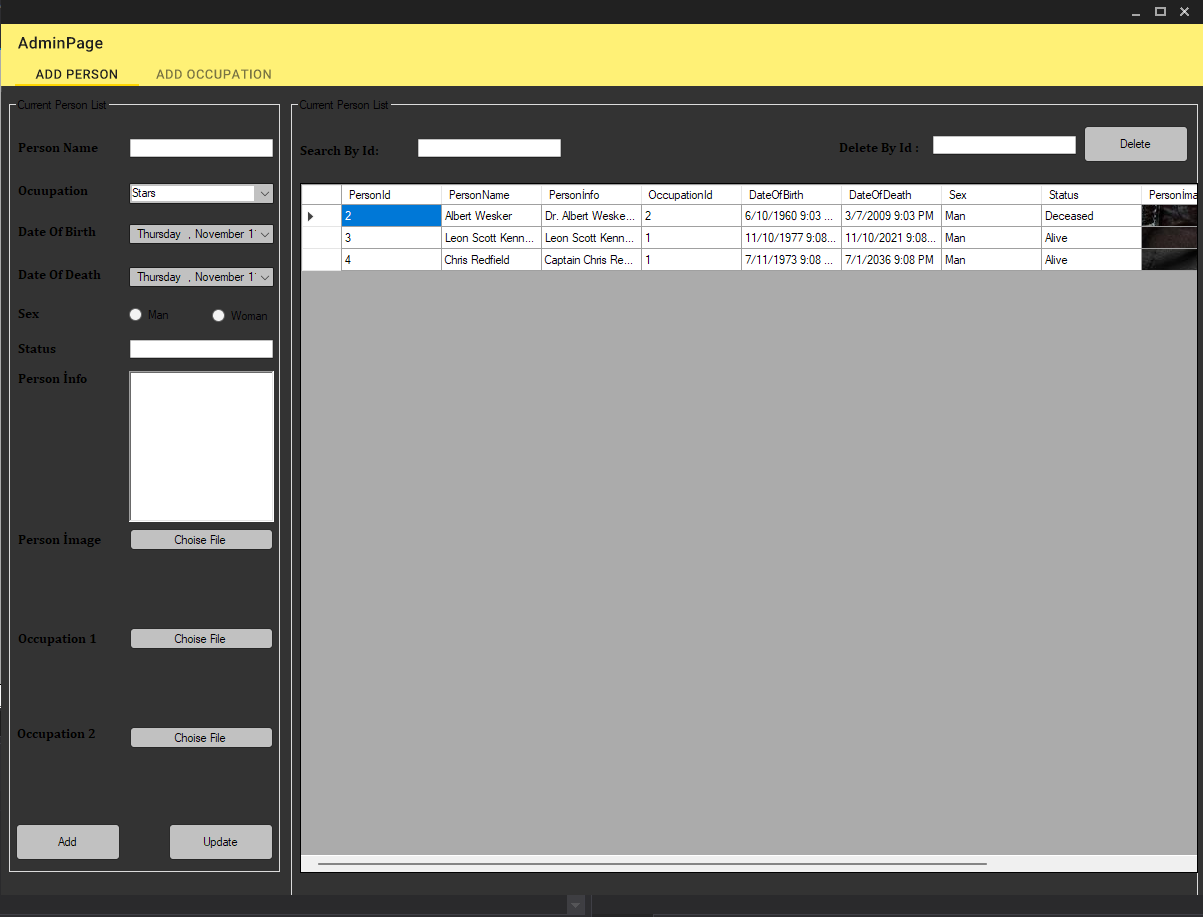 AdminPage
ADD PERSON ADD OCCUPATION
Current Person List
Person Name
Ocuupation Stars
Date Of Birth Thursday , November 1
Date Of Death Thursday , November 1
Sex Man Woman
Status
Person İnfo
Person İmage Choise File
Occupation 1 Choise File
Occupation 2 Choise File
Add Update
Current Person List
Search By Id: Delete By Id : Delete
PersonId PersonName Personİnfo OccupationId DateOfBirth DateOfDeath Sex Status Personİma
2 Albert Wesker Dr. Albert Weske... 2 6/10/1960 9:03 ... 3/7/2009 9:03 PM Man Deceased
3 Leon Scott Kenn... Leon Scott Kenn... 1 11/10/1977 9:08... 11/10/2021 9:08... Man Alive
4 Chris Redfield Captain Chris Re... 1 7/11/1973 9:08 ... 7/1/2036 9:08 PM Man Alive